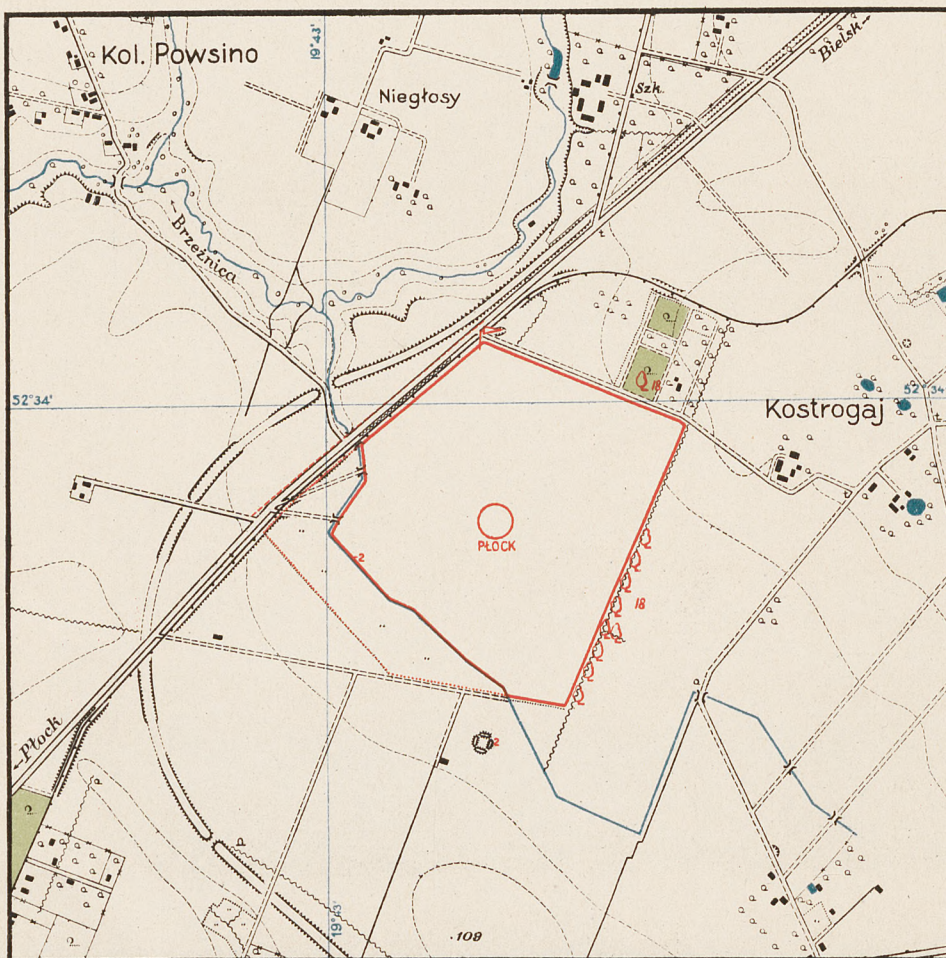 Kol. Powsino
19°43'
Niegłosy
Szk.
Bielsk
Brzeźnica
52°34'
18
52°34'
Kostrogaj
PŁOCK
2
18
Płock
2
19°43'
.109